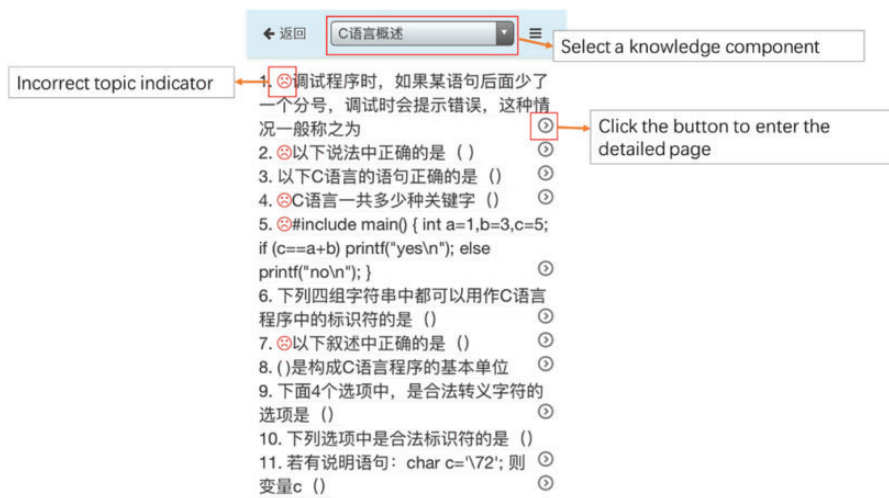 返回
C语言概述
Select a knowledge component
Incorrect topic indicator
1. 调试程序时，如果某语句后面少了
一个分号，调试时会提示错误，这种情
况一般称之为
Click the button to enter the
detailed page
2. 以下说法中正确的是（ ）
3. 以下C语言的语句正确的是（）
4. C语言一共多少种关键字（）
5. #include main() { int a=1,b=3,c=5;
if (c==a+b) printf("yes\n"); else
printf("no\n"); }
6. 下列四组字符串中都可以用作C语言
程序中的标识符的是（）
7. 以下叙述中正确的是（）
8. ( )是构成C语言程序的基本单位
9. 下面4个选项中，是合法转义字符的
选项是（）
10. 下列选项中是合法标识符的是（）
11. 若有说明语句：char c='\72'; 则
变量c（）